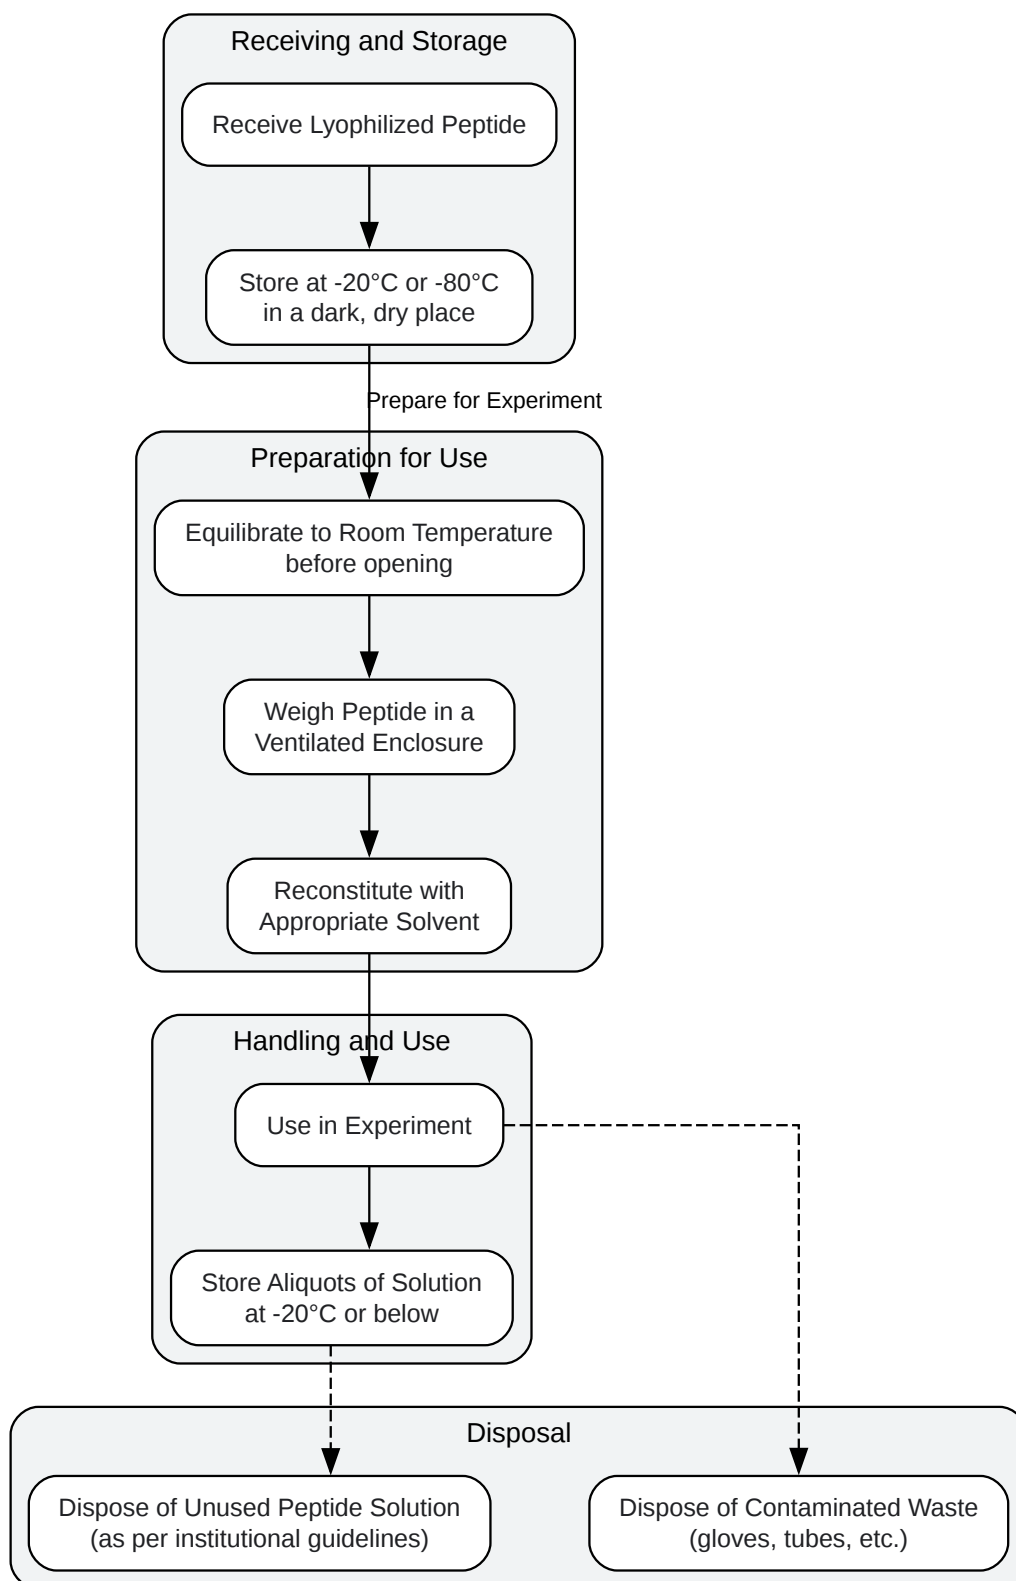 Receiving and Storage
Receive Lyophilized Peptide
Store at -20°C or -80°C
in a dark, dry place
Prepare for Experiment
Preparation for Use
Equilibrate to Room Temperature
before opening
Weigh Peptide in a
Ventilated Enclosure
Reconstitute with
Appropriate Solvent
Handling and Use
Use in Experiment
Store Aliquots of Solution
at -20°C or below
Disposal
Dispose of Unused Peptide Solution
(as per institutional guidelines)
Dispose of Contaminated Waste
(gloves, tubes, etc.)